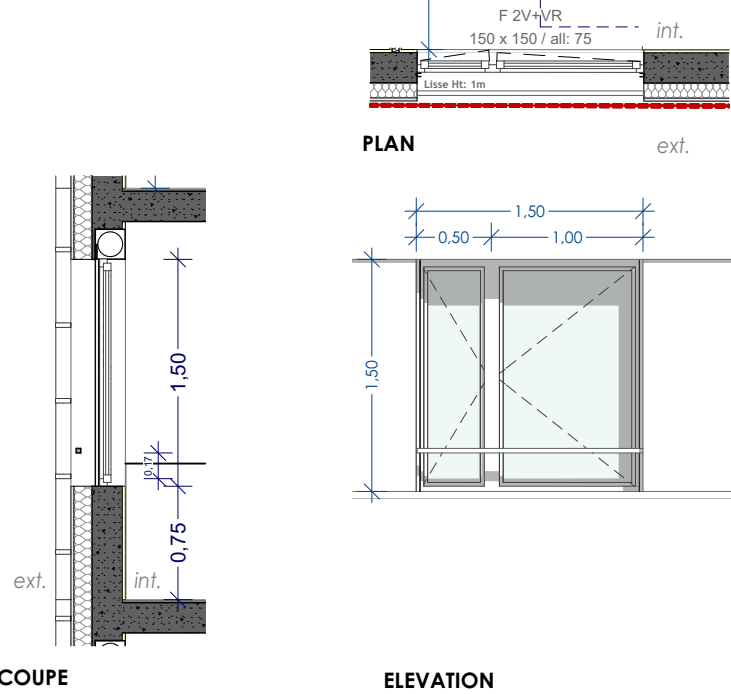 F 2V+VR
150 x 150 / all: 75
int.
Lisse Ht: 1m
PLAN
ext.
1,50
0,50
1,00
1,50
1,50
0,17
0,75
ext.
int.
COUPE
ELEVATION